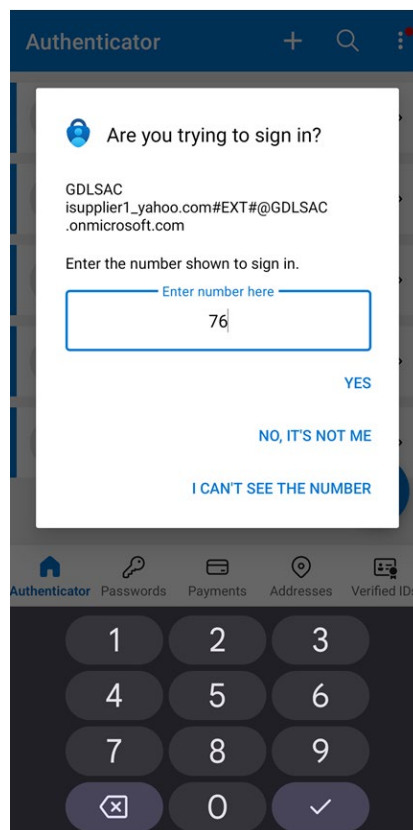 Authenticator
Are you trying to sign in?
GDLSAC
isupplier1_yahoo.com#EXT#@GDLSAC
.onmicrosoft.com
Enter the number shown to sign in.
Enter number here
76
YES
NO, IT'S NOT ME
I CAN'T SEE THE NUMBER
Authenticator Passwords Payments Addresses Verified IDs
1 2 3
4 5 6
7 8 9
0